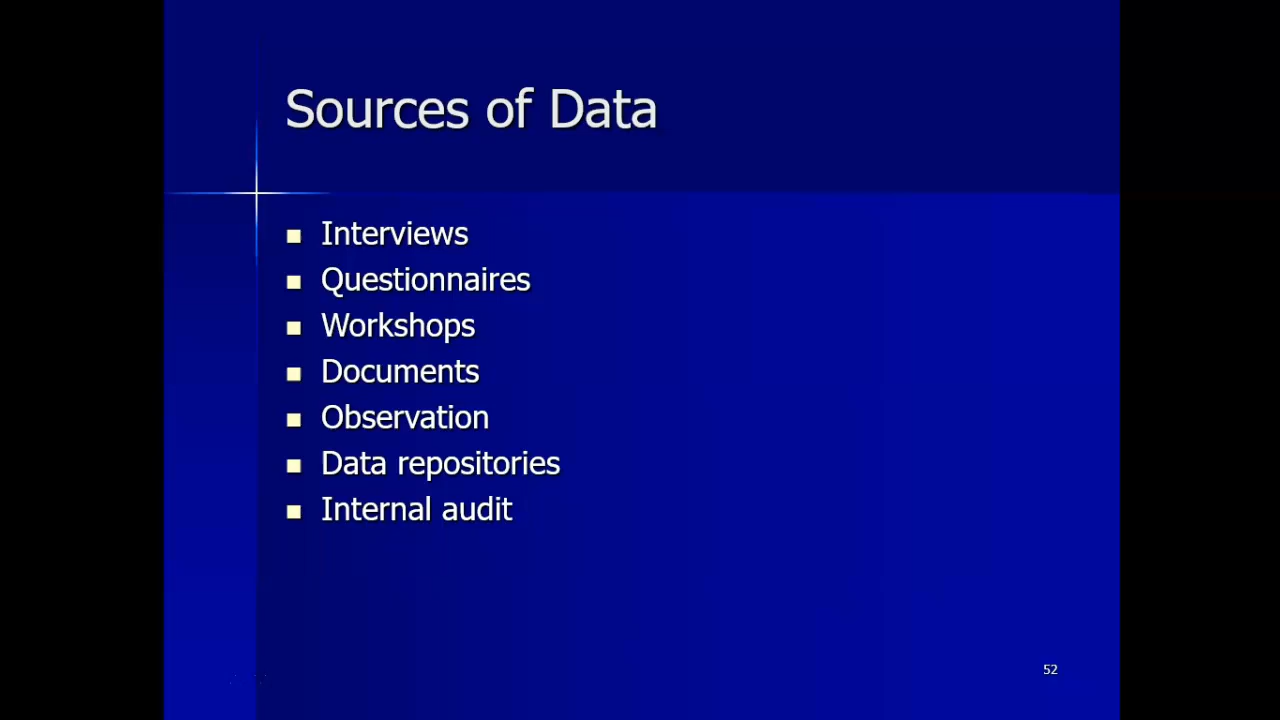 Sources of Data
Interviews
Questionnaires
Workshops
Documents
Observation
Data repositories
Internal audit
52